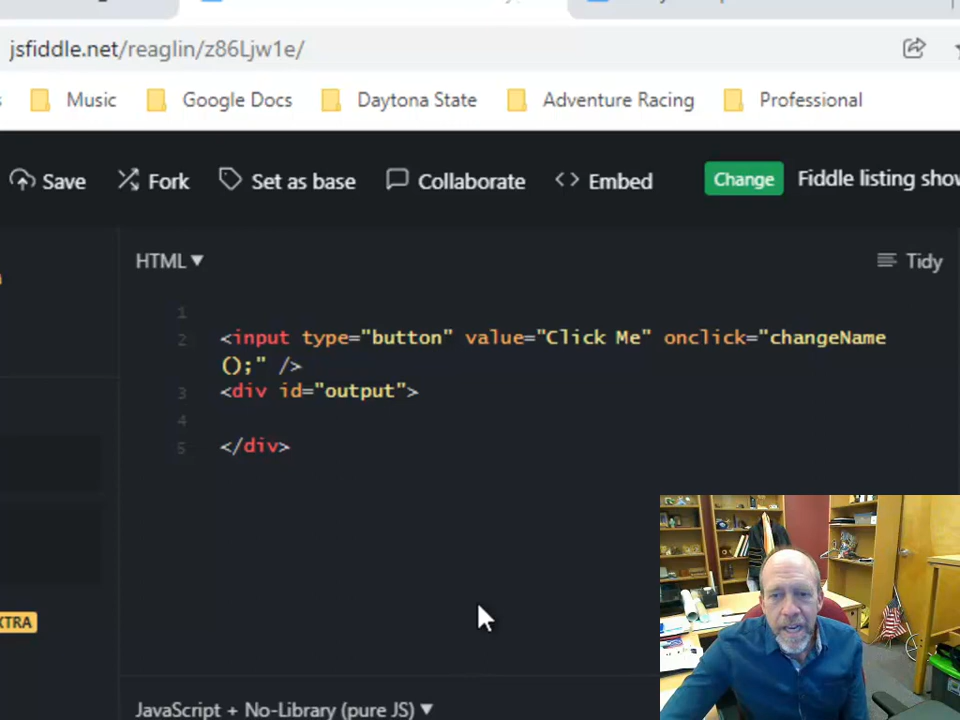 jsfiddle.net/reaglin/z86Ljw1e/
Music Google Docs Daytona State Adventure Racing Professional
Save Fork Set as base Collaborate Embed Change Fiddle listing
HTML ▼ Tidy
1
2 <input type="button" value="Click Me" onclick="changeName
();" />
3 <div id="output">
4
5 </div>
XTRA
JavaScript + No-Library (pure JS) ▼